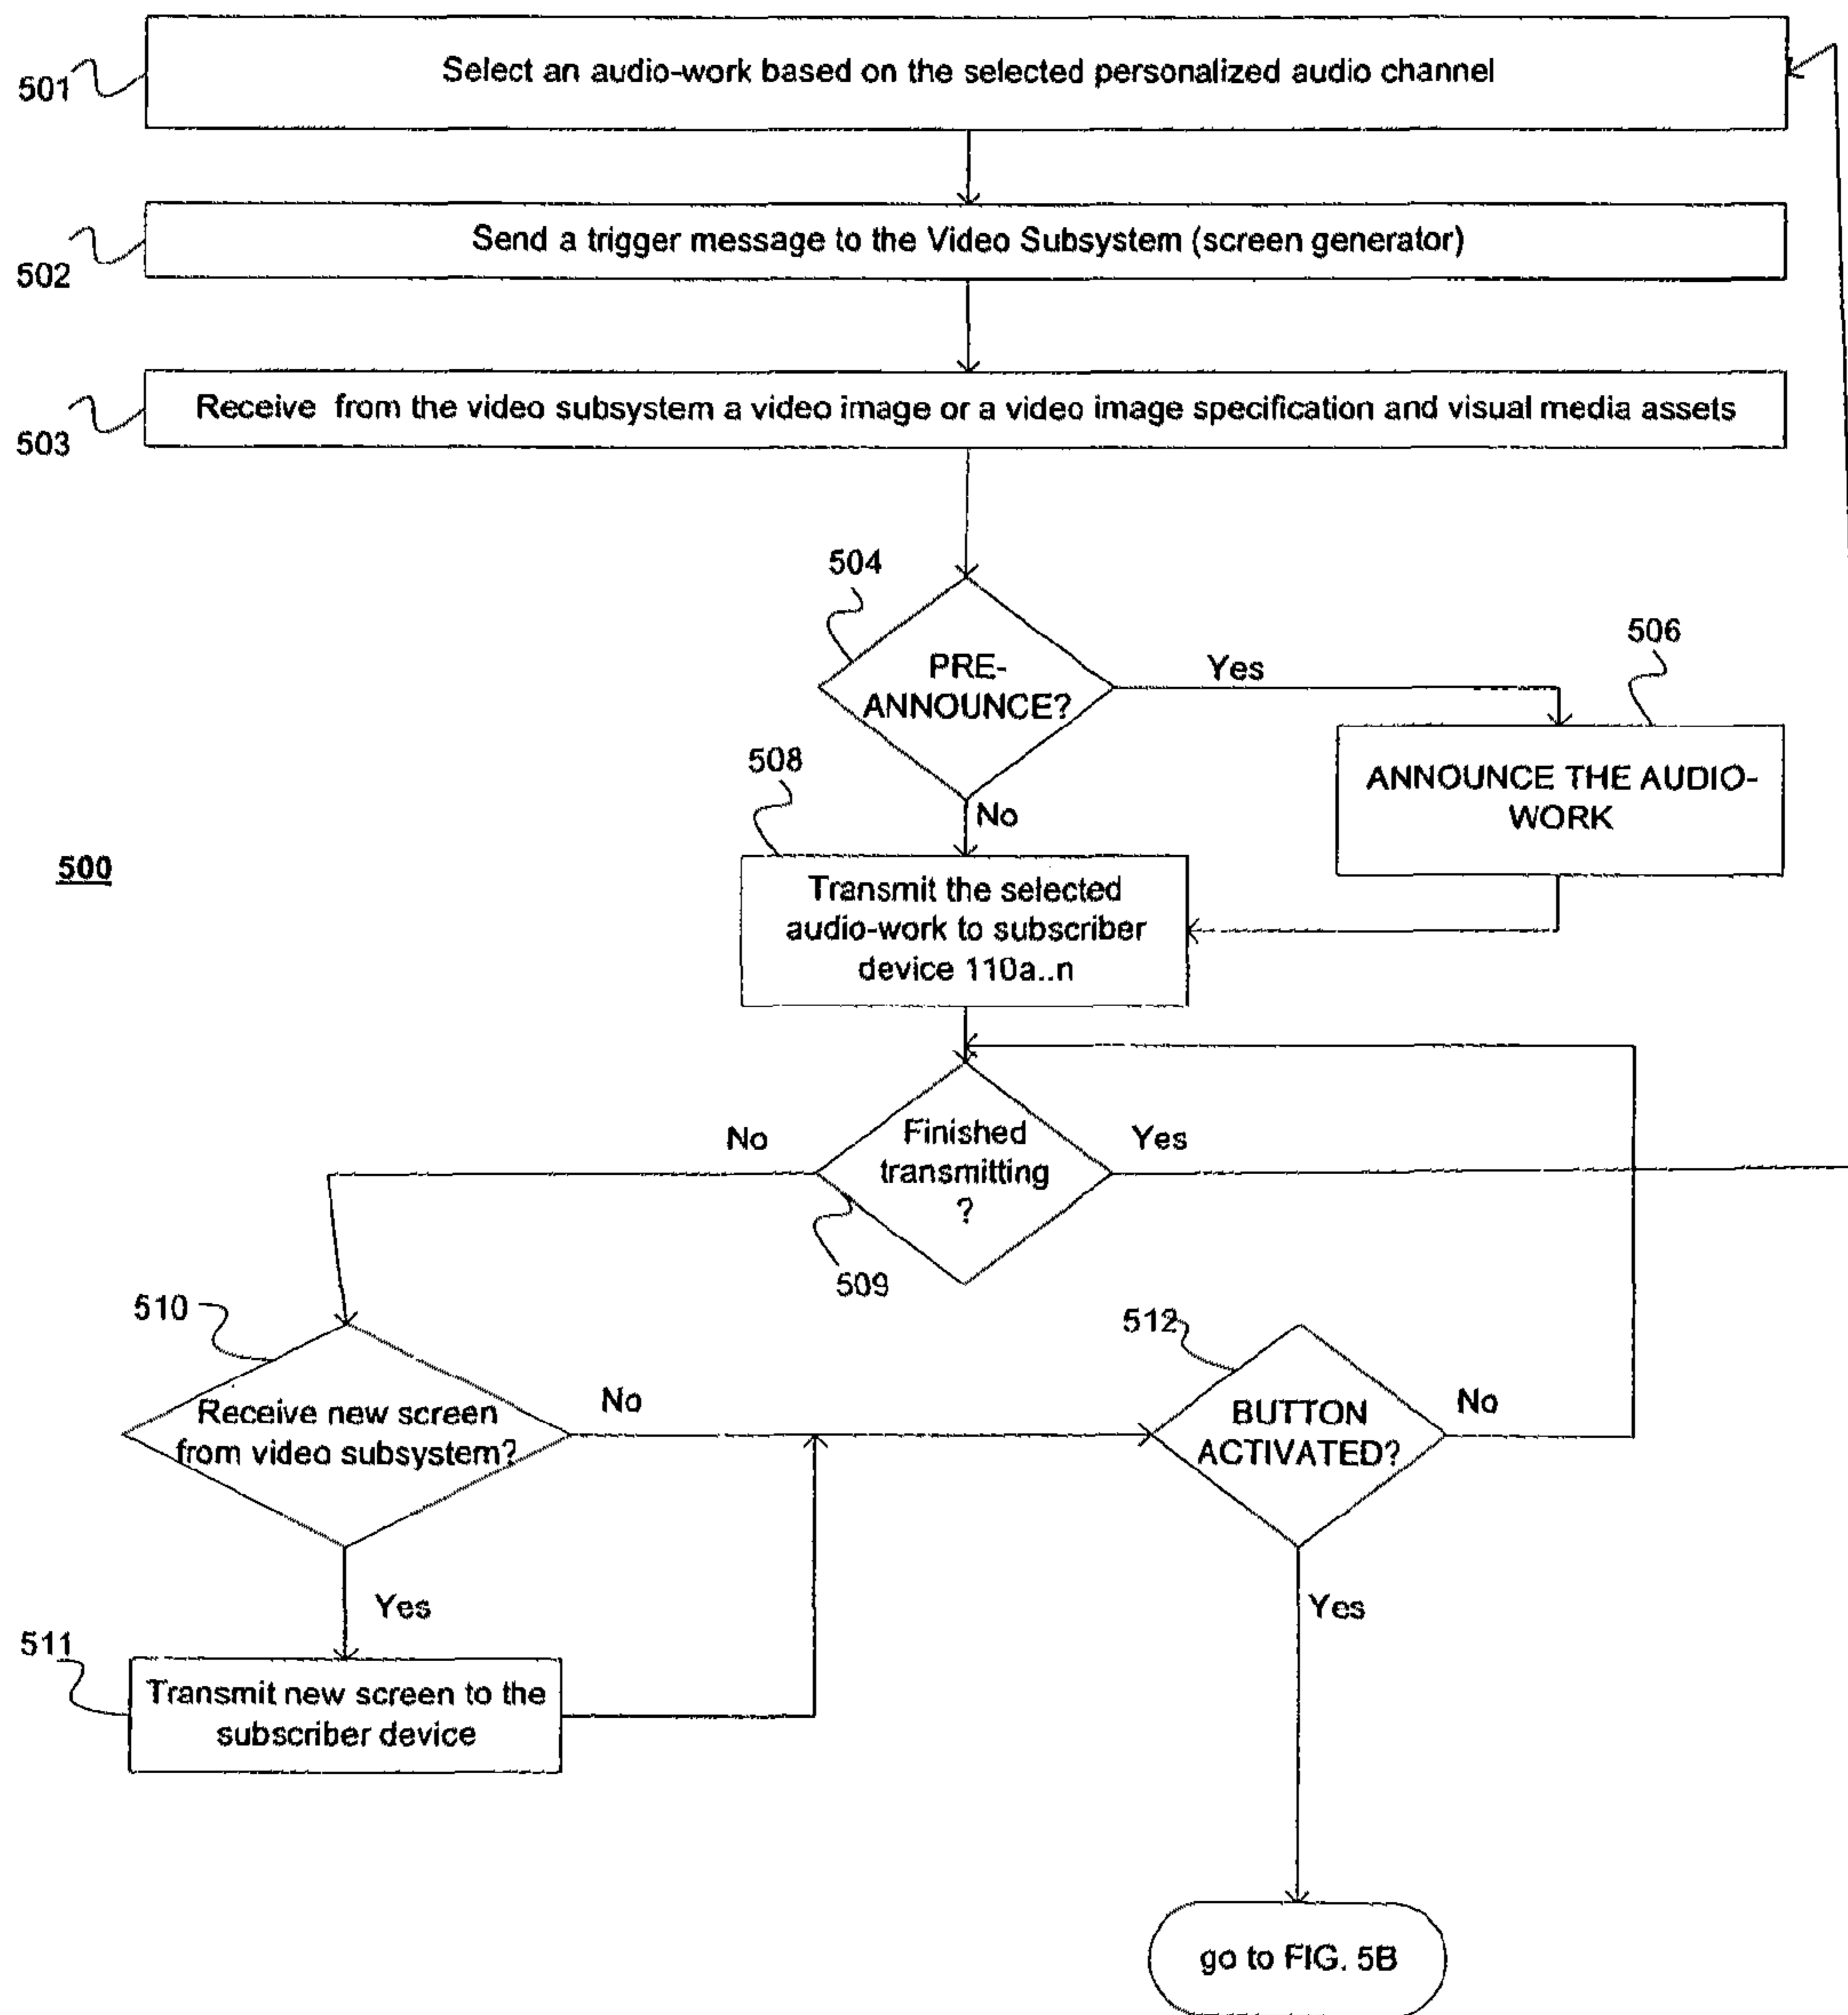 501
Select an audio-work based on the selected personalized audio channel
502
Send a trigger message to the Video Subsystem (screen generator)
503
Receive from the video subsystem a video image or a video image specification and visual media assets
504
PRE-
ANNOUNCE?
Yes
506
ANNOUNCE THE AUDIO-
WORK
No
508
Transmit the selected
audio-work to subscriber
device 110a..n
500
Finished
transmitting
?
No
Yes
509
510
Receive new screen
from video subsystem?
No
Yes
511
Transmit new screen to the
subscriber device
512
BUTTON
ACTIVATED?
No
Yes
go to FIG. 5B